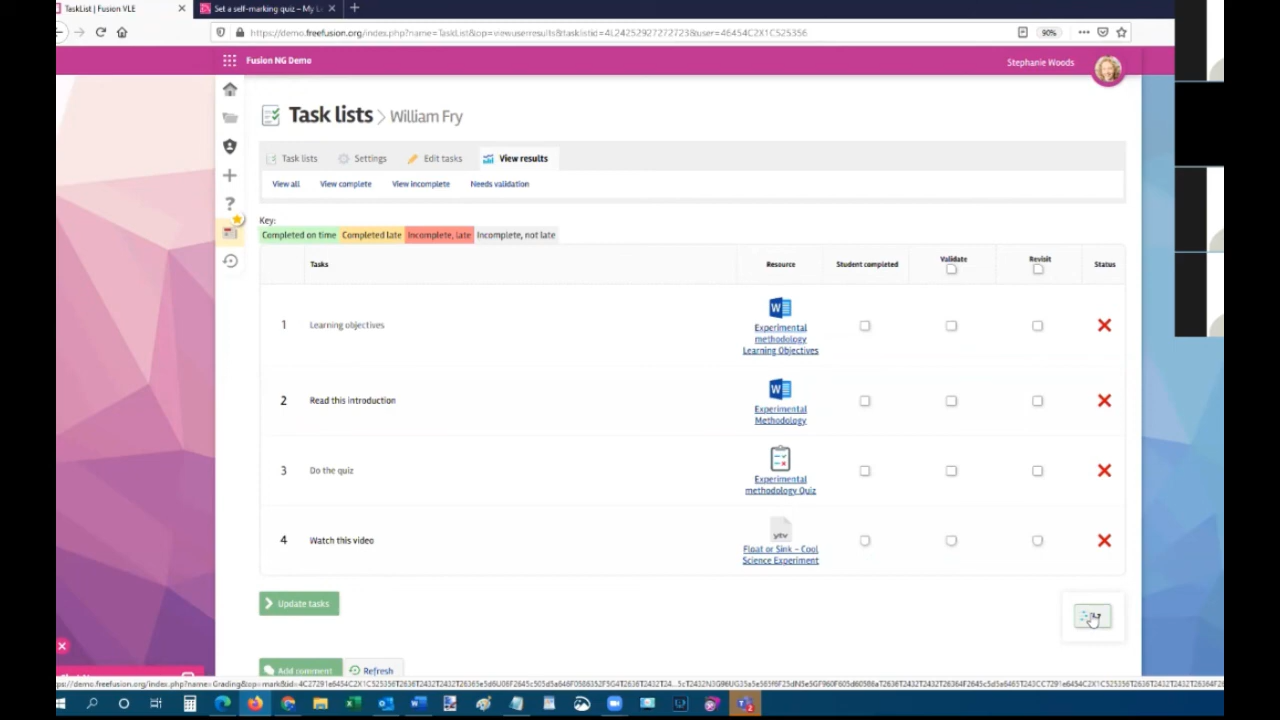 TaskList | Fusion VLE
Set a self-marking quiz – My L
https://demo.freefusion.org/index.php?name=TaskList&op=viewuserresults&tasklistid=4L24252927272723&user=46454C2X1C525356
90%
Fusion NG Demo
Stephanie Woods
Task lists > William Fry
Task lists
Settings
Edit tasks
View results
View all
View complete
View incomplete
Needs validation
Key:
Completed on time
Completed late
Incomplete, late
Incomplete, not late
Tasks
Resource
Student completed
Validate
Revisit
Status
1
Learning objectives
Experimental
methodology
Learning Objectives
2
Read this introduction
Experimental
Methodology
3
Do the quiz
Experimental
methodology Quiz
4
Watch this video
ytv
Float or Sink - Cool
Science Experiment
Update tasks
Add comment
Refresh